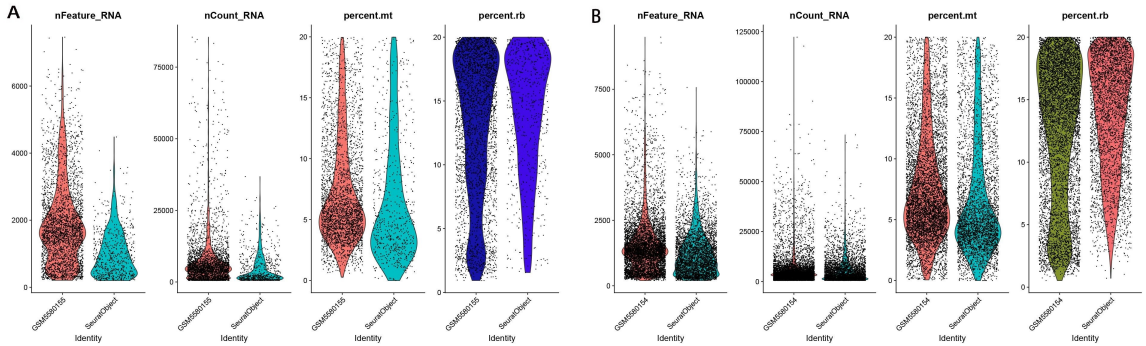 A
nFeature_RNA
6000
4000
2000
0
GSM5580155
SeuratObject
Identity
nCount_RNA
75000
50000
25000
0
GSM5580155
SeuratObject
Identity
percent.mt
20
15
10
5
0
GSM5580155
SeuratObject
Identity
percent.rb
20
15
10
5
0
GSM5580155
SeuratObject
Identity
B
nFeature_RNA
7500
5000
2500
0
GSM5580154
SeuratObject
Identity
nCount_RNA
125000
100000
75000
50000
25000
0
GSM5580154
SeuratObject
Identity
percent.mt
20
15
10
5
0
GSM5580154
SeuratObject
Identity
percent.rb
20
15
10
5
0
GSM5580154
SeuratObject
Identity